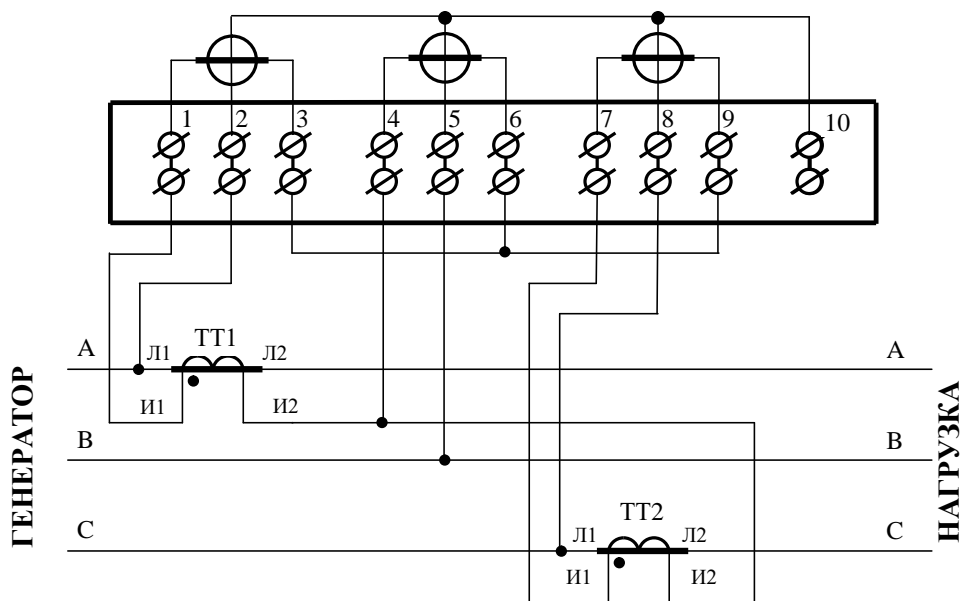 1 2 3 4 5 6 7 8 9 10
ТТ1
А Л1 Л2 А
И1 И2
В В
ТТ2
С Л1 Л2 С
И1 И2
ГЕНЕРАТОР
НАГРУЗКА